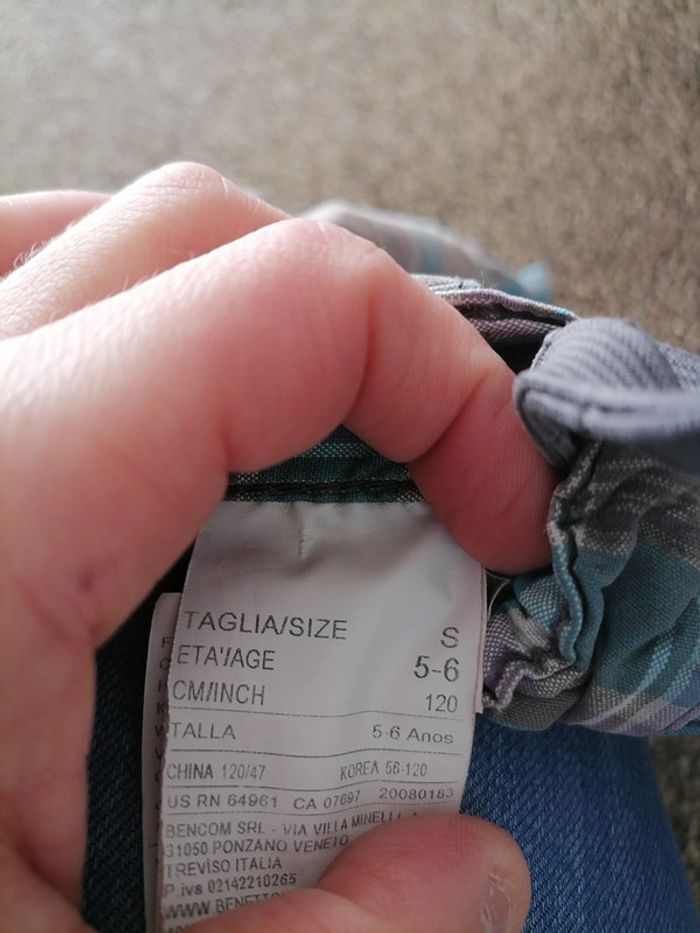 TAGLIA/SIZE S
ETA'/AGE 5-6
CM/INCH 120
TALLA 5-6 Anos
CHINA 120/47 KOREA 56-120
US RN 64961 CA 07697 20080183
BENCOM SRL - VIA VILLA MINELLI
31050 PONZANO VENETO
TREVISO ITALIA
P.iva 02142210265